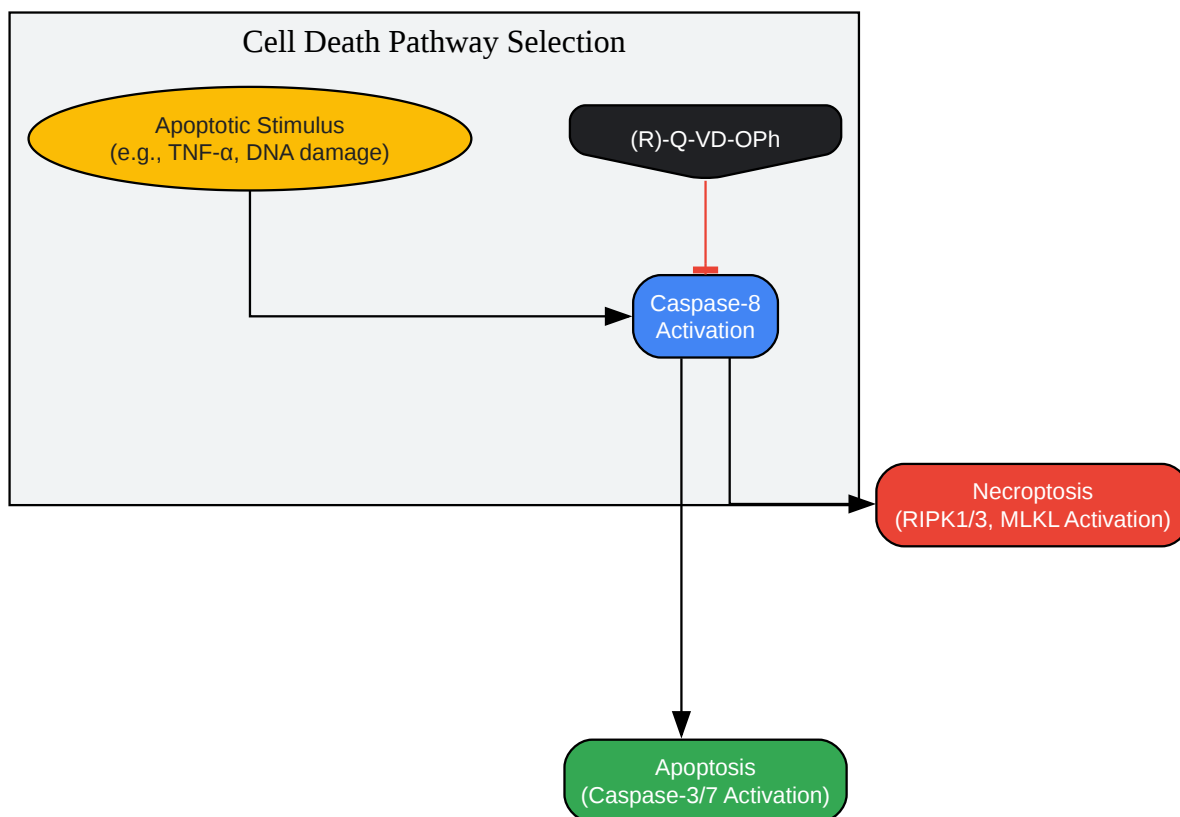 Cell Death Pathway Selection
Apoptotic Stimulus
(e.g., TNF-α, DNA damage)
(R)-Q-VD-OPh
Caspase-8
Activation
Necroptosis
(RIPK1/3, MLKL Activation)
Apoptosis
(Caspase-3/7 Activation)